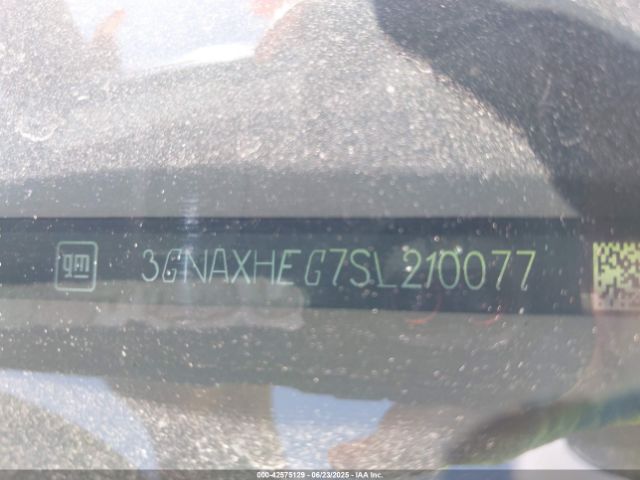 gm 3GNAXHEG7SL210077
000-42575129 - 06/23/2025 - IAA Inc.